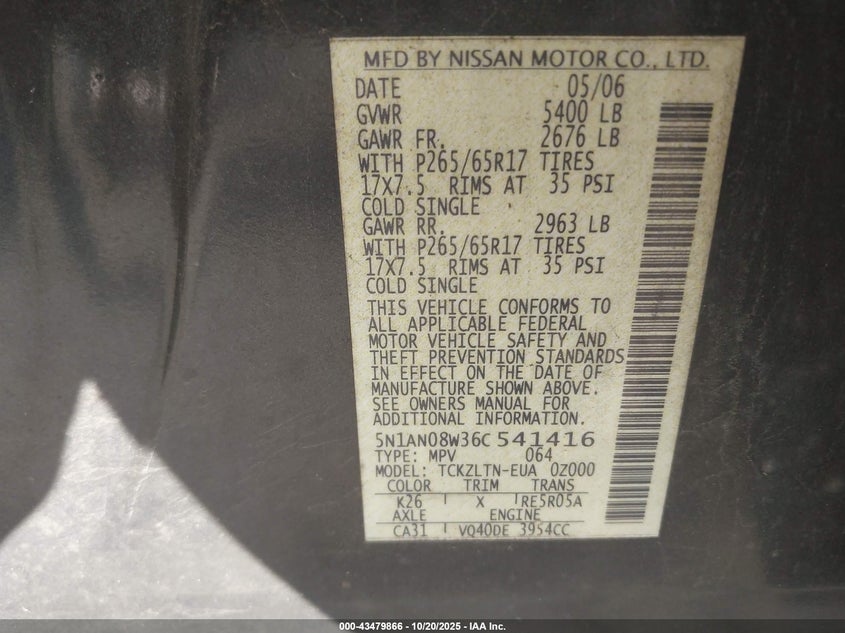 MFD BY NISSAN MOTOR CO., LTD.
DATE 05/06
GVWR 5400 LB
GAWR FR. 2676 LB
WITH P265/65R17 TIRES
17X7.5 RIMS AT 35 PSI
COLD SINGLE
GAWR RR. 2963 LB
WITH P265/65R17 TIRES
17X7.5 RIMS AT 35 PSI
COLD SINGLE
THIS VEHICLE CONFORMS TO
ALL APPLICABLE FEDERAL
MOTOR VEHICLE SAFETY AND
THEFT PREVENTION STANDARDS
IN EFFECT ON THE DATE OF
MANUFACTURE SHOWN ABOVE.
SEE OWNERS MANUAL FOR
ADDITIONAL INFORMATION.
5N1AN08W36C541416
TYPE: MPV 064
MODEL: TCKZLTN-EUA 0Z000
COLOR TRIM TRANS
K26 X RE5R05A
AXLE ENGINE
CA31 VQ40DE 3954CC
000-43479866 - 10/20/2025 - IAA Inc.